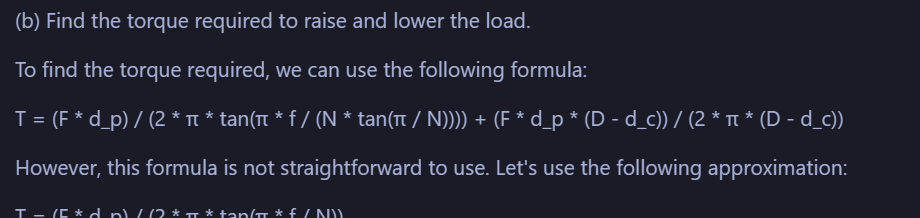 (b) Find the torque required to raise and lower the load.
To find the torque required, we can use the following formula:
T = (F * d_p) / (2 * π * tan(π * f / (N * tan(π / N)))) + (F * d_p * (D - d_c)) / (2 * π * (D - d_c))
However, this formula is not straightforward to use. Let's use the following approximation:
T = (F * d_p) / (2 * π * tan(π * f / N))